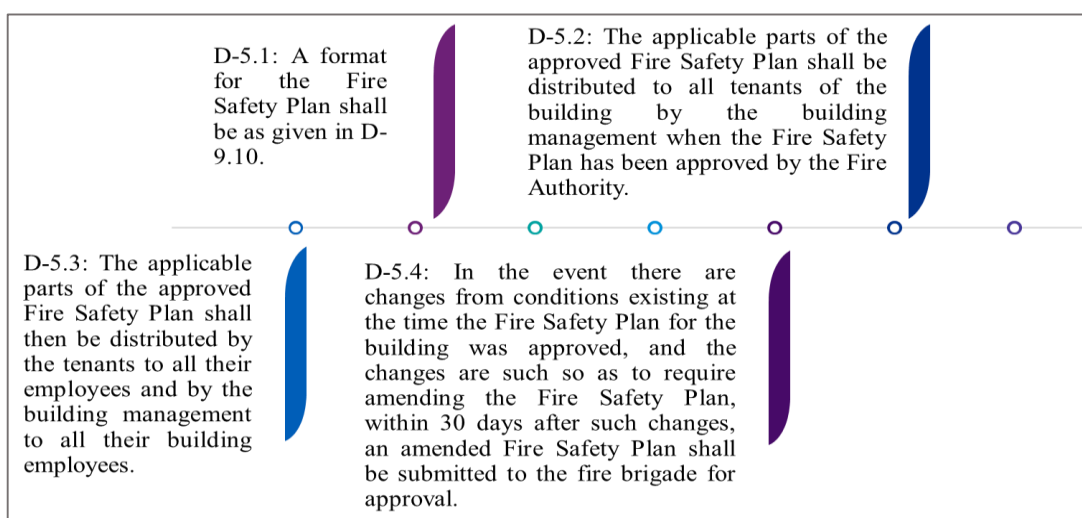 D-5.1: A format
for the Fire
Safety Plan shall
be as given in D-
9.10.
D-5.2: The applicable parts of the
approved Fire Safety Plan shall be
distributed to all tenants of the
building by the building
management when the Fire Safety
Plan has been approved by the Fire
Authority.
D-5.3: The applicable
parts of the approved
Fire Safety Plan shall
then be distributed by
the tenants to all their
employees and by the
building management
to all their building
employees.
D-5.4: In the event there are
changes from conditions existing at
the time the Fire Safety Plan for the
building was approved, and the
changes are such so as to require
amending the Fire Safety Plan,
within 30 days after such changes,
an amended Fire Safety Plan shall
be submitted to the fire brigade for
approval.